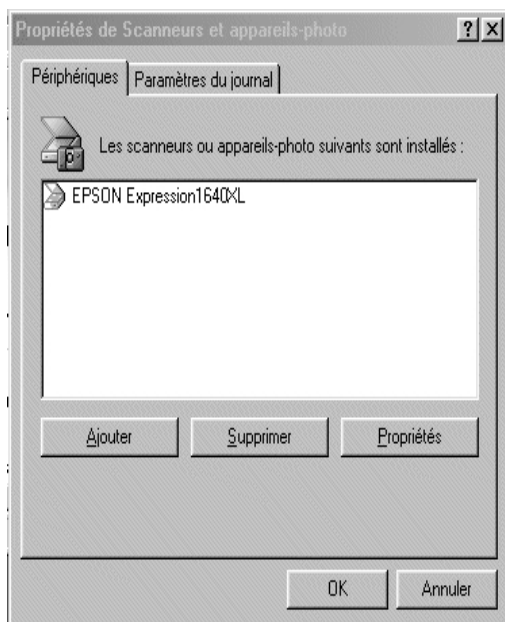 Propriétés de Scanneurs et appareils-photo
Périphériques Paramètres du journal
Les scanneurs ou appareils-photo suivants sont installés :
EPSON Expression1640XL
Ajouter Supprimer Propriétés
OK Annuler